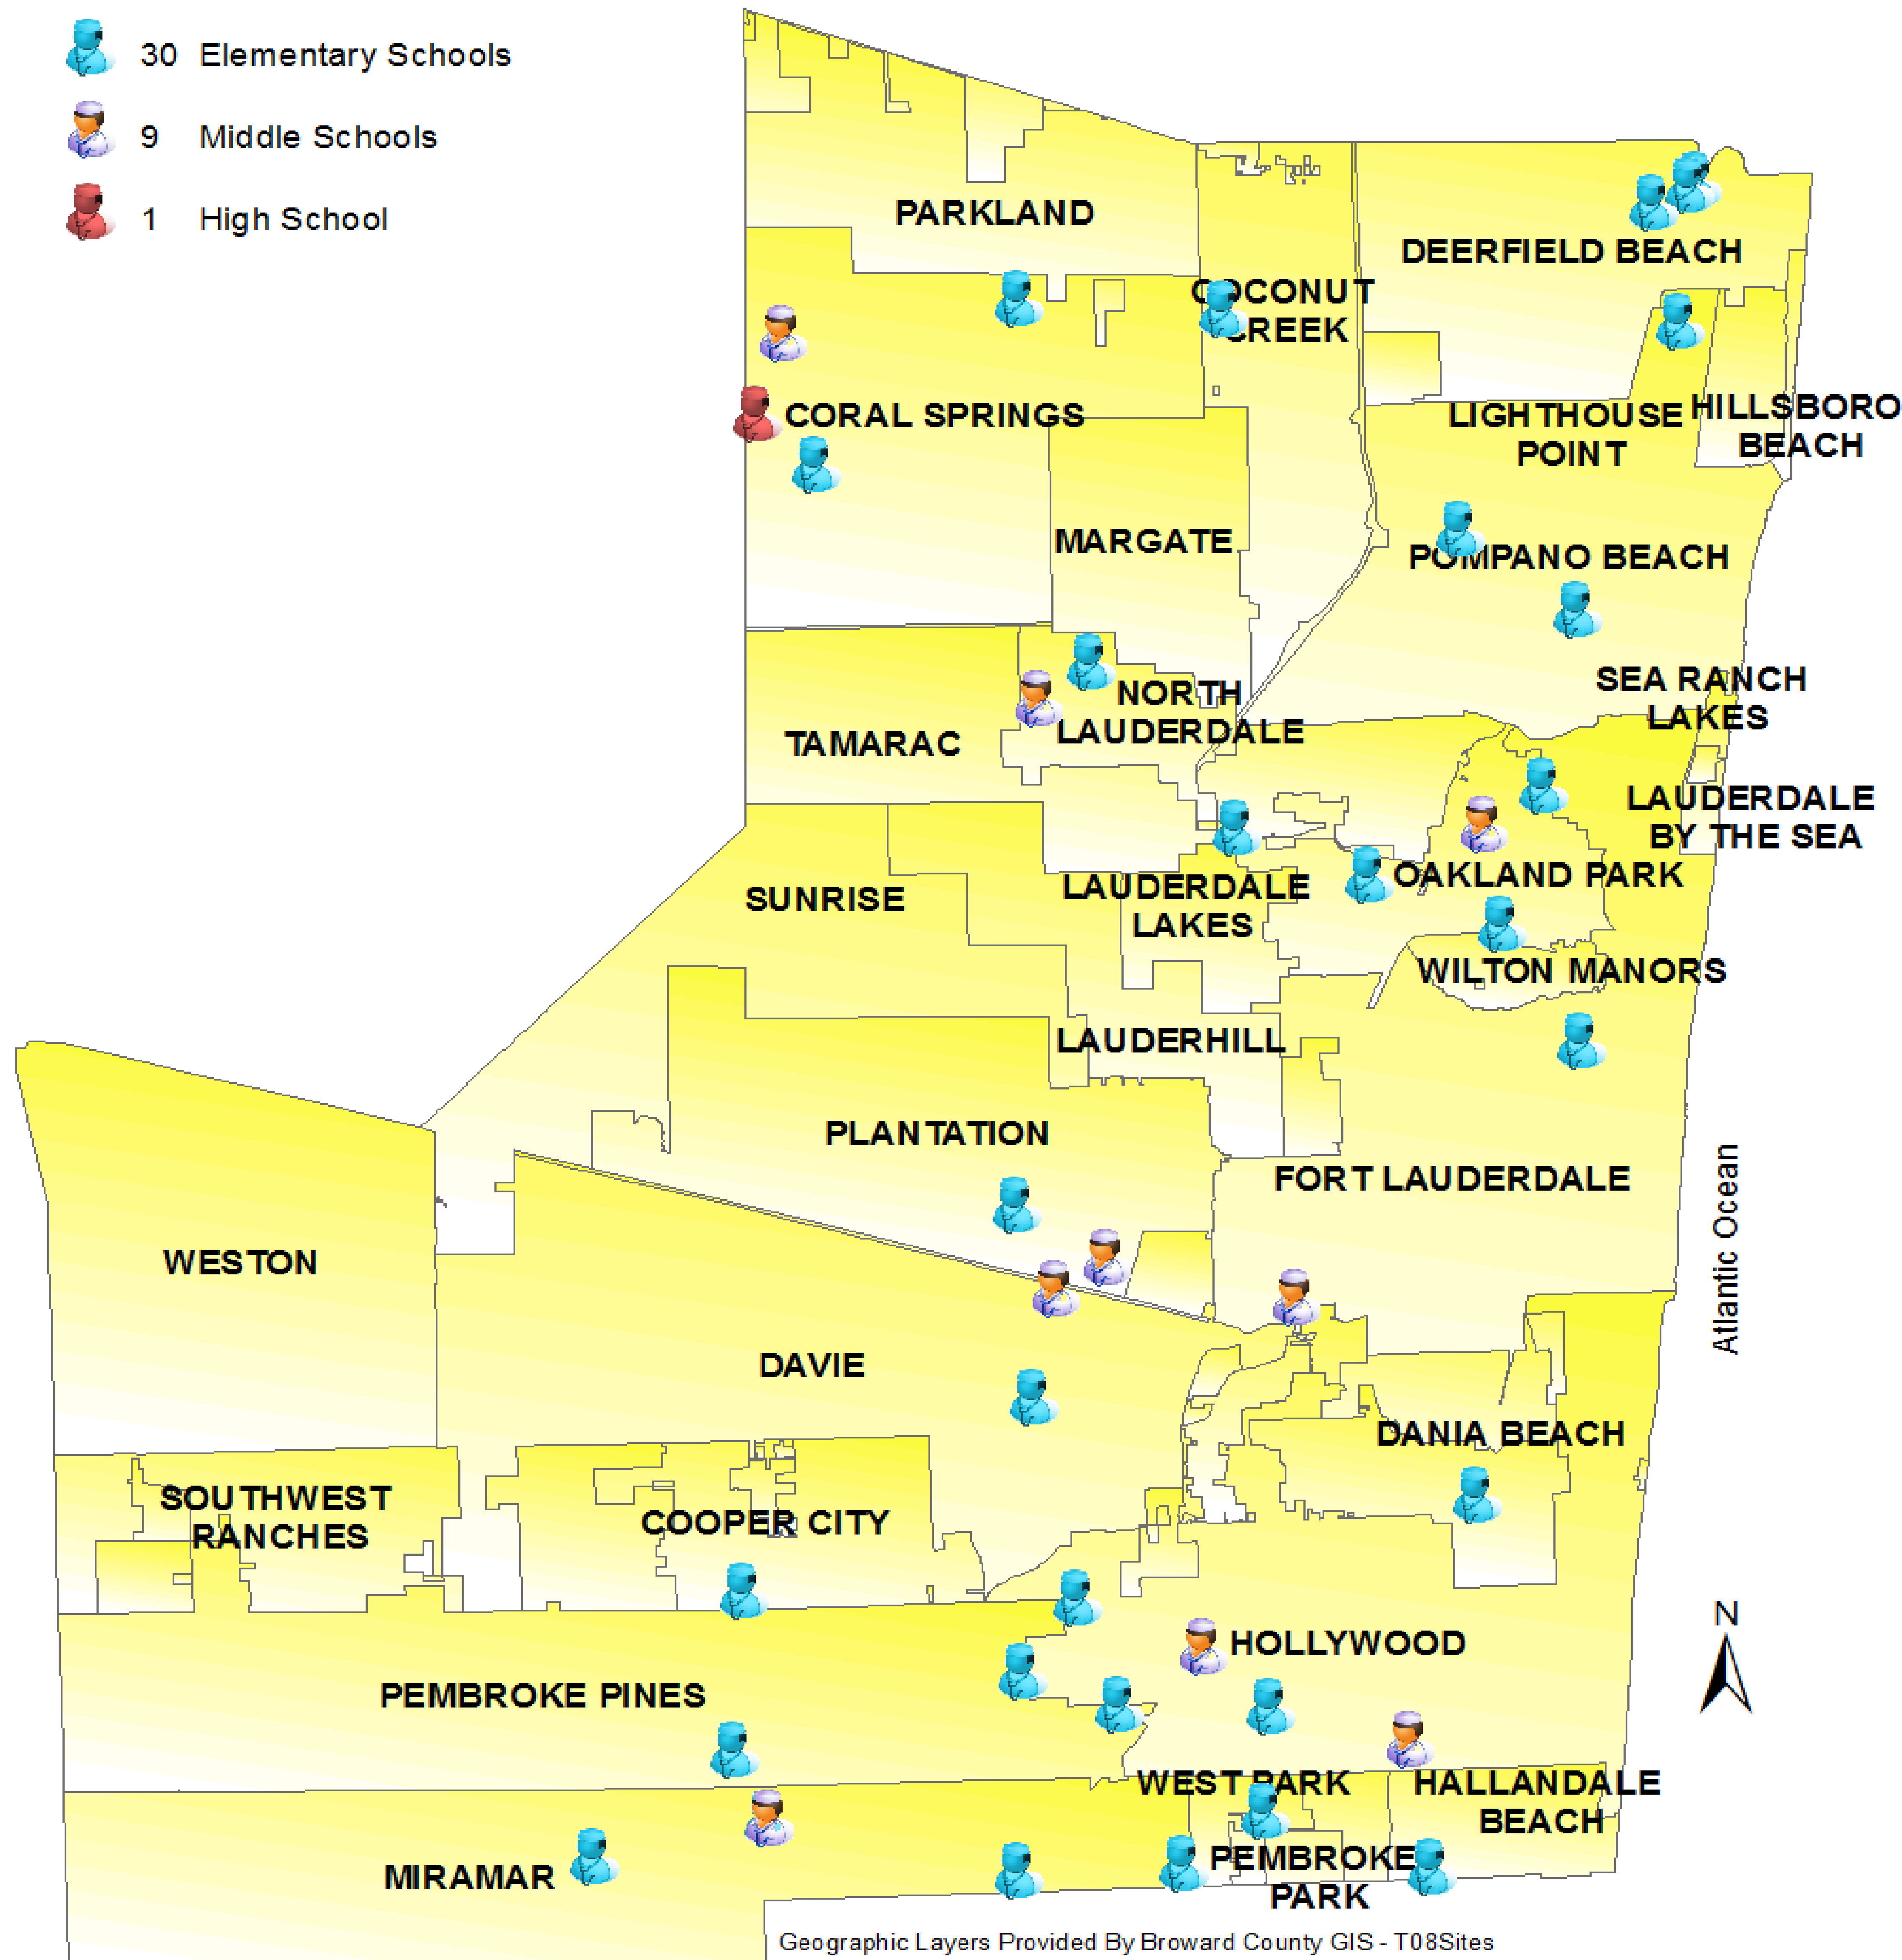 30 Elementary Schools
9 Middle Schools
1 High School
PARKLAND
DEERFIELD BEACH
COCONUT
CREEK
CORAL SPRINGS
LIGHTHOUSE
POINT
HILLSBORO
BEACH
MARGATE
POMPANO BEACH
SEA RANCH
LAKES
NORTH
LAUDERDALE
TAMARAC
LAUDERDALE
BY THE SEA
OAKLAND PARK
SUNRISE
LAUDERDALE
LAKES
WILTON MANORS
LAUDERHILL
PLANTATION
FORT LAUDERDALE
Atlantic Ocean
WESTON
DAVIE
DANIA BEACH
SOUTHWEST
RANCHES
COOPER CITY
N
HOLLYWOOD
PEMBROKE PINES
WEST PARK
HALLANDALE
BEACH
MIRAMAR
PEMBROKE
PARK
Geographic Layers Provided By Broward County GIS - T08Sites